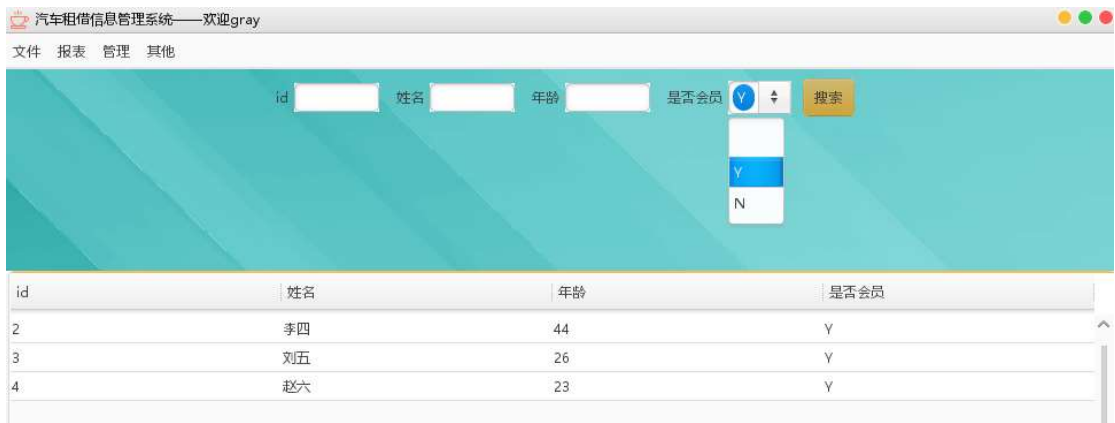 汽车租借信息管理系统——欢迎gray
文件 报表 管理 其他
id 姓名 年龄 是否会员 Y 搜索
Y
N
id 姓名 年龄 是否会员
2 李四 44 Y
3 刘五 26 Y
4 赵六 23 Y